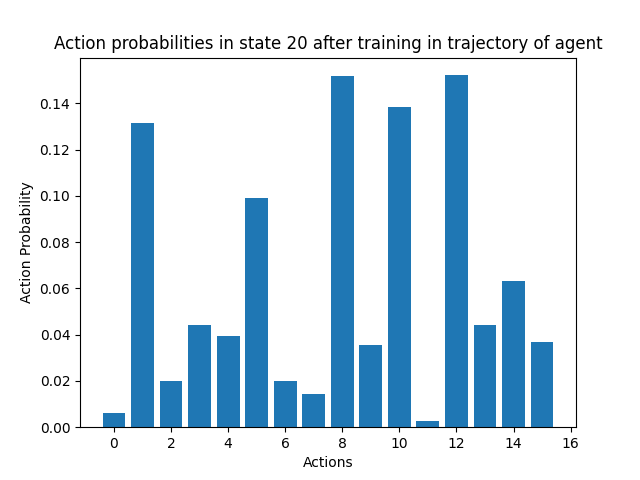 Action probabilities in state 20 after training in trajectory of agent
0.14
0.12
0.10
0.08
0.06
0.04
0.02
0.00
Action Probability
0 2 4 6 8 10 12 14 16
Actions